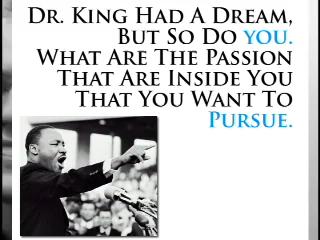 Dr. King Had A Dream,
But So Do you.
What Are The Passion
That Are Inside You
That You Want To
Pursue.